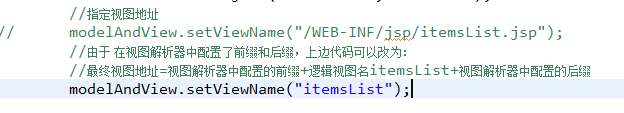 //指定视图地址
// modelAndView.setViewName("/WEB-INF/jsp/itemsList.jsp");
//由于 在视图解析器中配置了前缀和后缀，上边代码可以改为：
//最终视图地址=视图解析器中配置的前缀+逻辑视图名itemsList+视图解析器中配置的后缀
modelAndView.setViewName("itemsList");